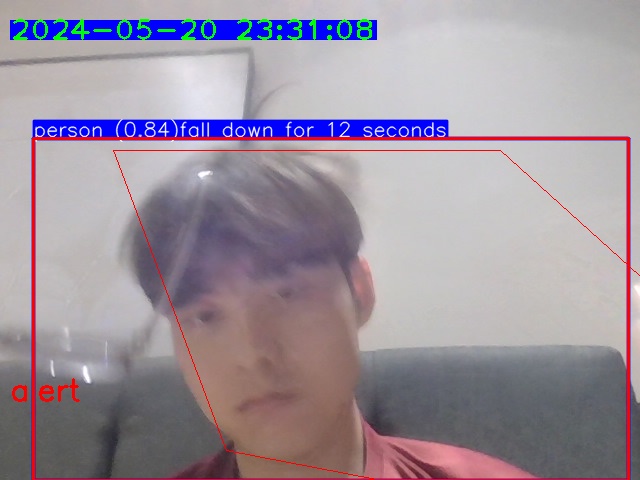 2024-05-20 23:31:08
person (0.84)fall down for 12 seconds
alert